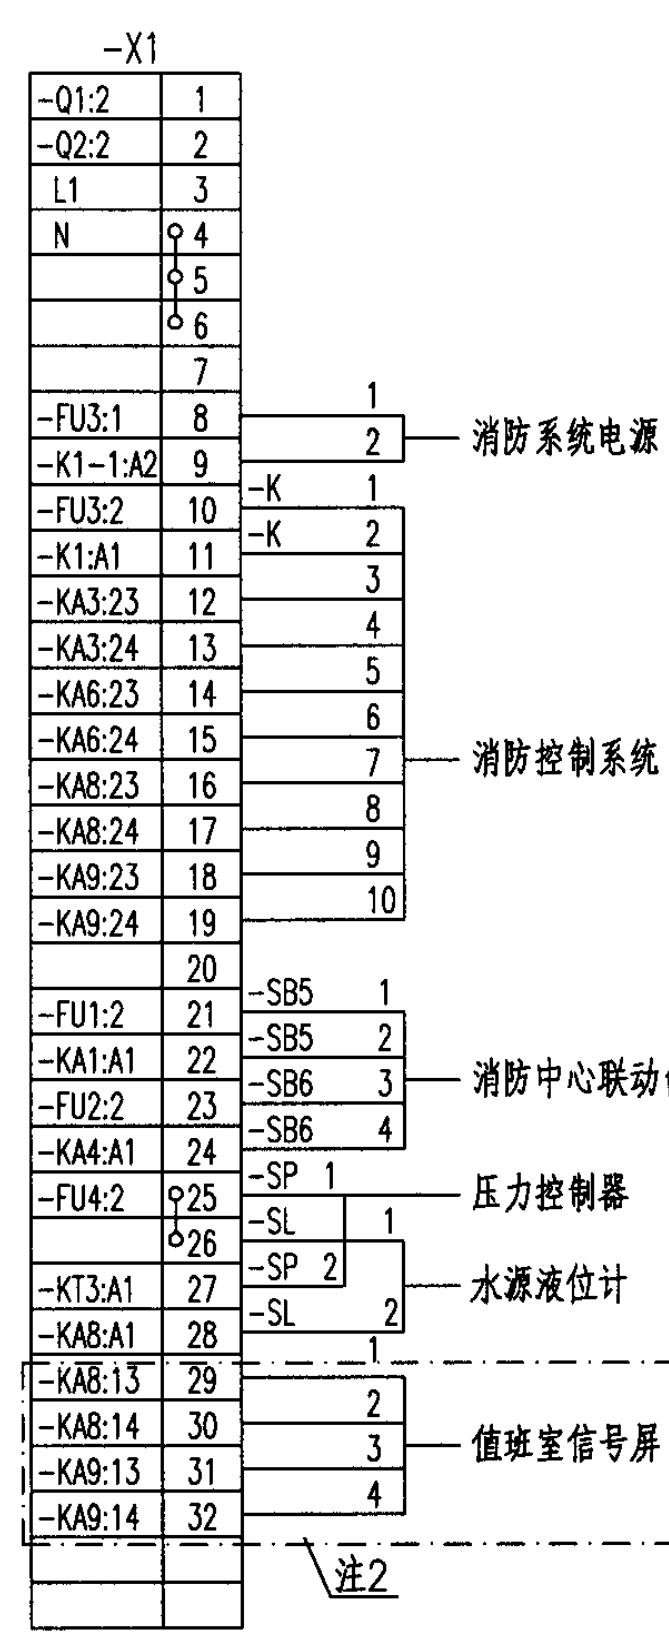 -X1
-Q1:2 1
-Q2:2 2
L1 3
N 4
5
6
7
1
-FU3:1 8
2 消防系统电源
-K1-1:A2 9
-K 1
-FU3:2 10
-K 2
-K1:A1 11
3
-KA3:23 12
4
-KA3:24 13
5
-KA6:23 14
6
-KA6:24 15
7 消防控制系统
-KA8:23 16
8
-KA8:24 17
9
-KA9:23 18
10
-KA9:24 19
20
-SB5 1
-FU1:2 21
-SB5 2
-KA1:A1 22
-SB6 3 消防中心联动
-FU2:2 23
-SB6 4
-KA4:A1 24
-SP 1 压力控制器
-FU4:2 25
-SL 1
26
-SP 2 水源液位计
-KT3:A1 27
-SL 2
-KA8:A1 28
1
-KA8:13 29
2
-KA8:14 30
3 值班室信号屏
-KA9:13 31
4
-KA9:14 32
注2